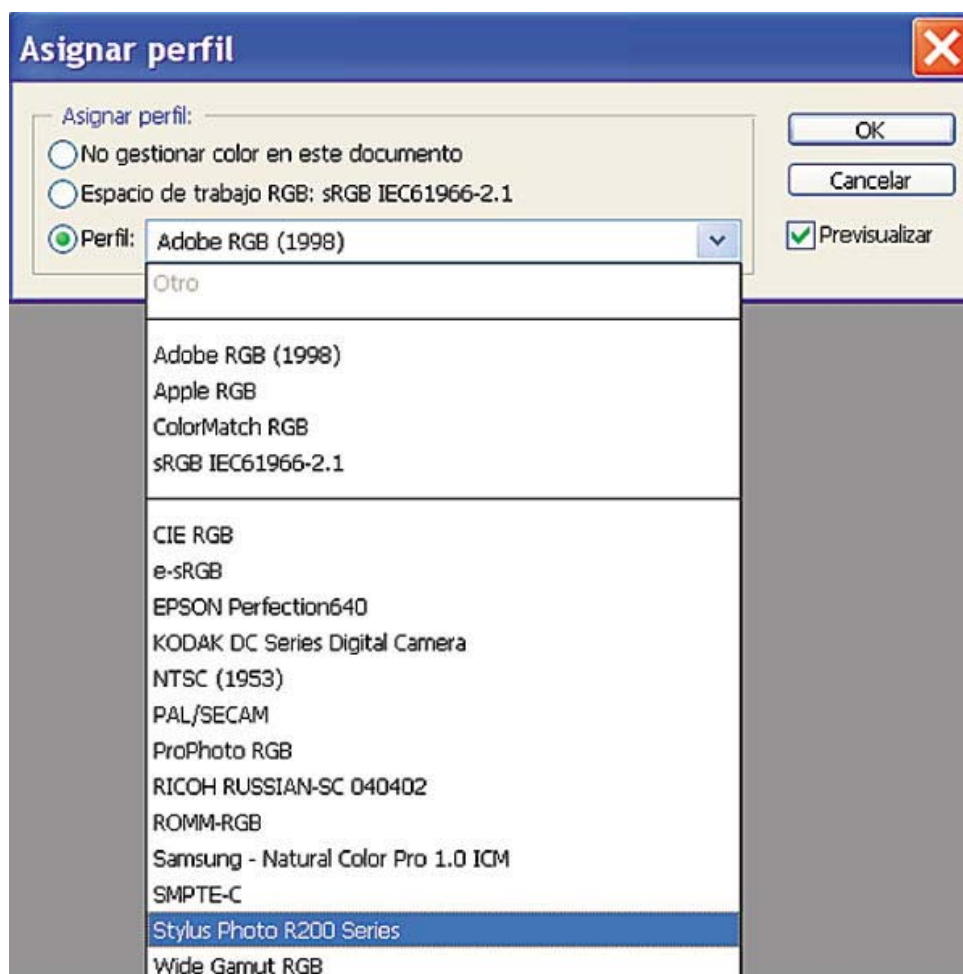 Asignar perfil
Asignar perfil:
No gestionar color en este documento
Espacio de trabajo RGB: sRGB IEC61966-2.1
Perfil: Adobe RGB (1998)
OK
Cancelar
Previsualizar
Otro
Adobe RGB (1998)
Apple RGB
ColorMatch RGB
sRGB IEC61966-2.1
CIE RGB
e-sRGB
EPSON Perfection640
KODAK DC Series Digital Camera
NTSC (1953)
PAL/SECAM
ProPhoto RGB
RICOH RUSSIAN-SC 040402
ROMM-RGB
Samsung - Natural Color Pro 1.0 ICM
SMPTE-C
Stylus Photo R200 Series
Wide Gamut RGB